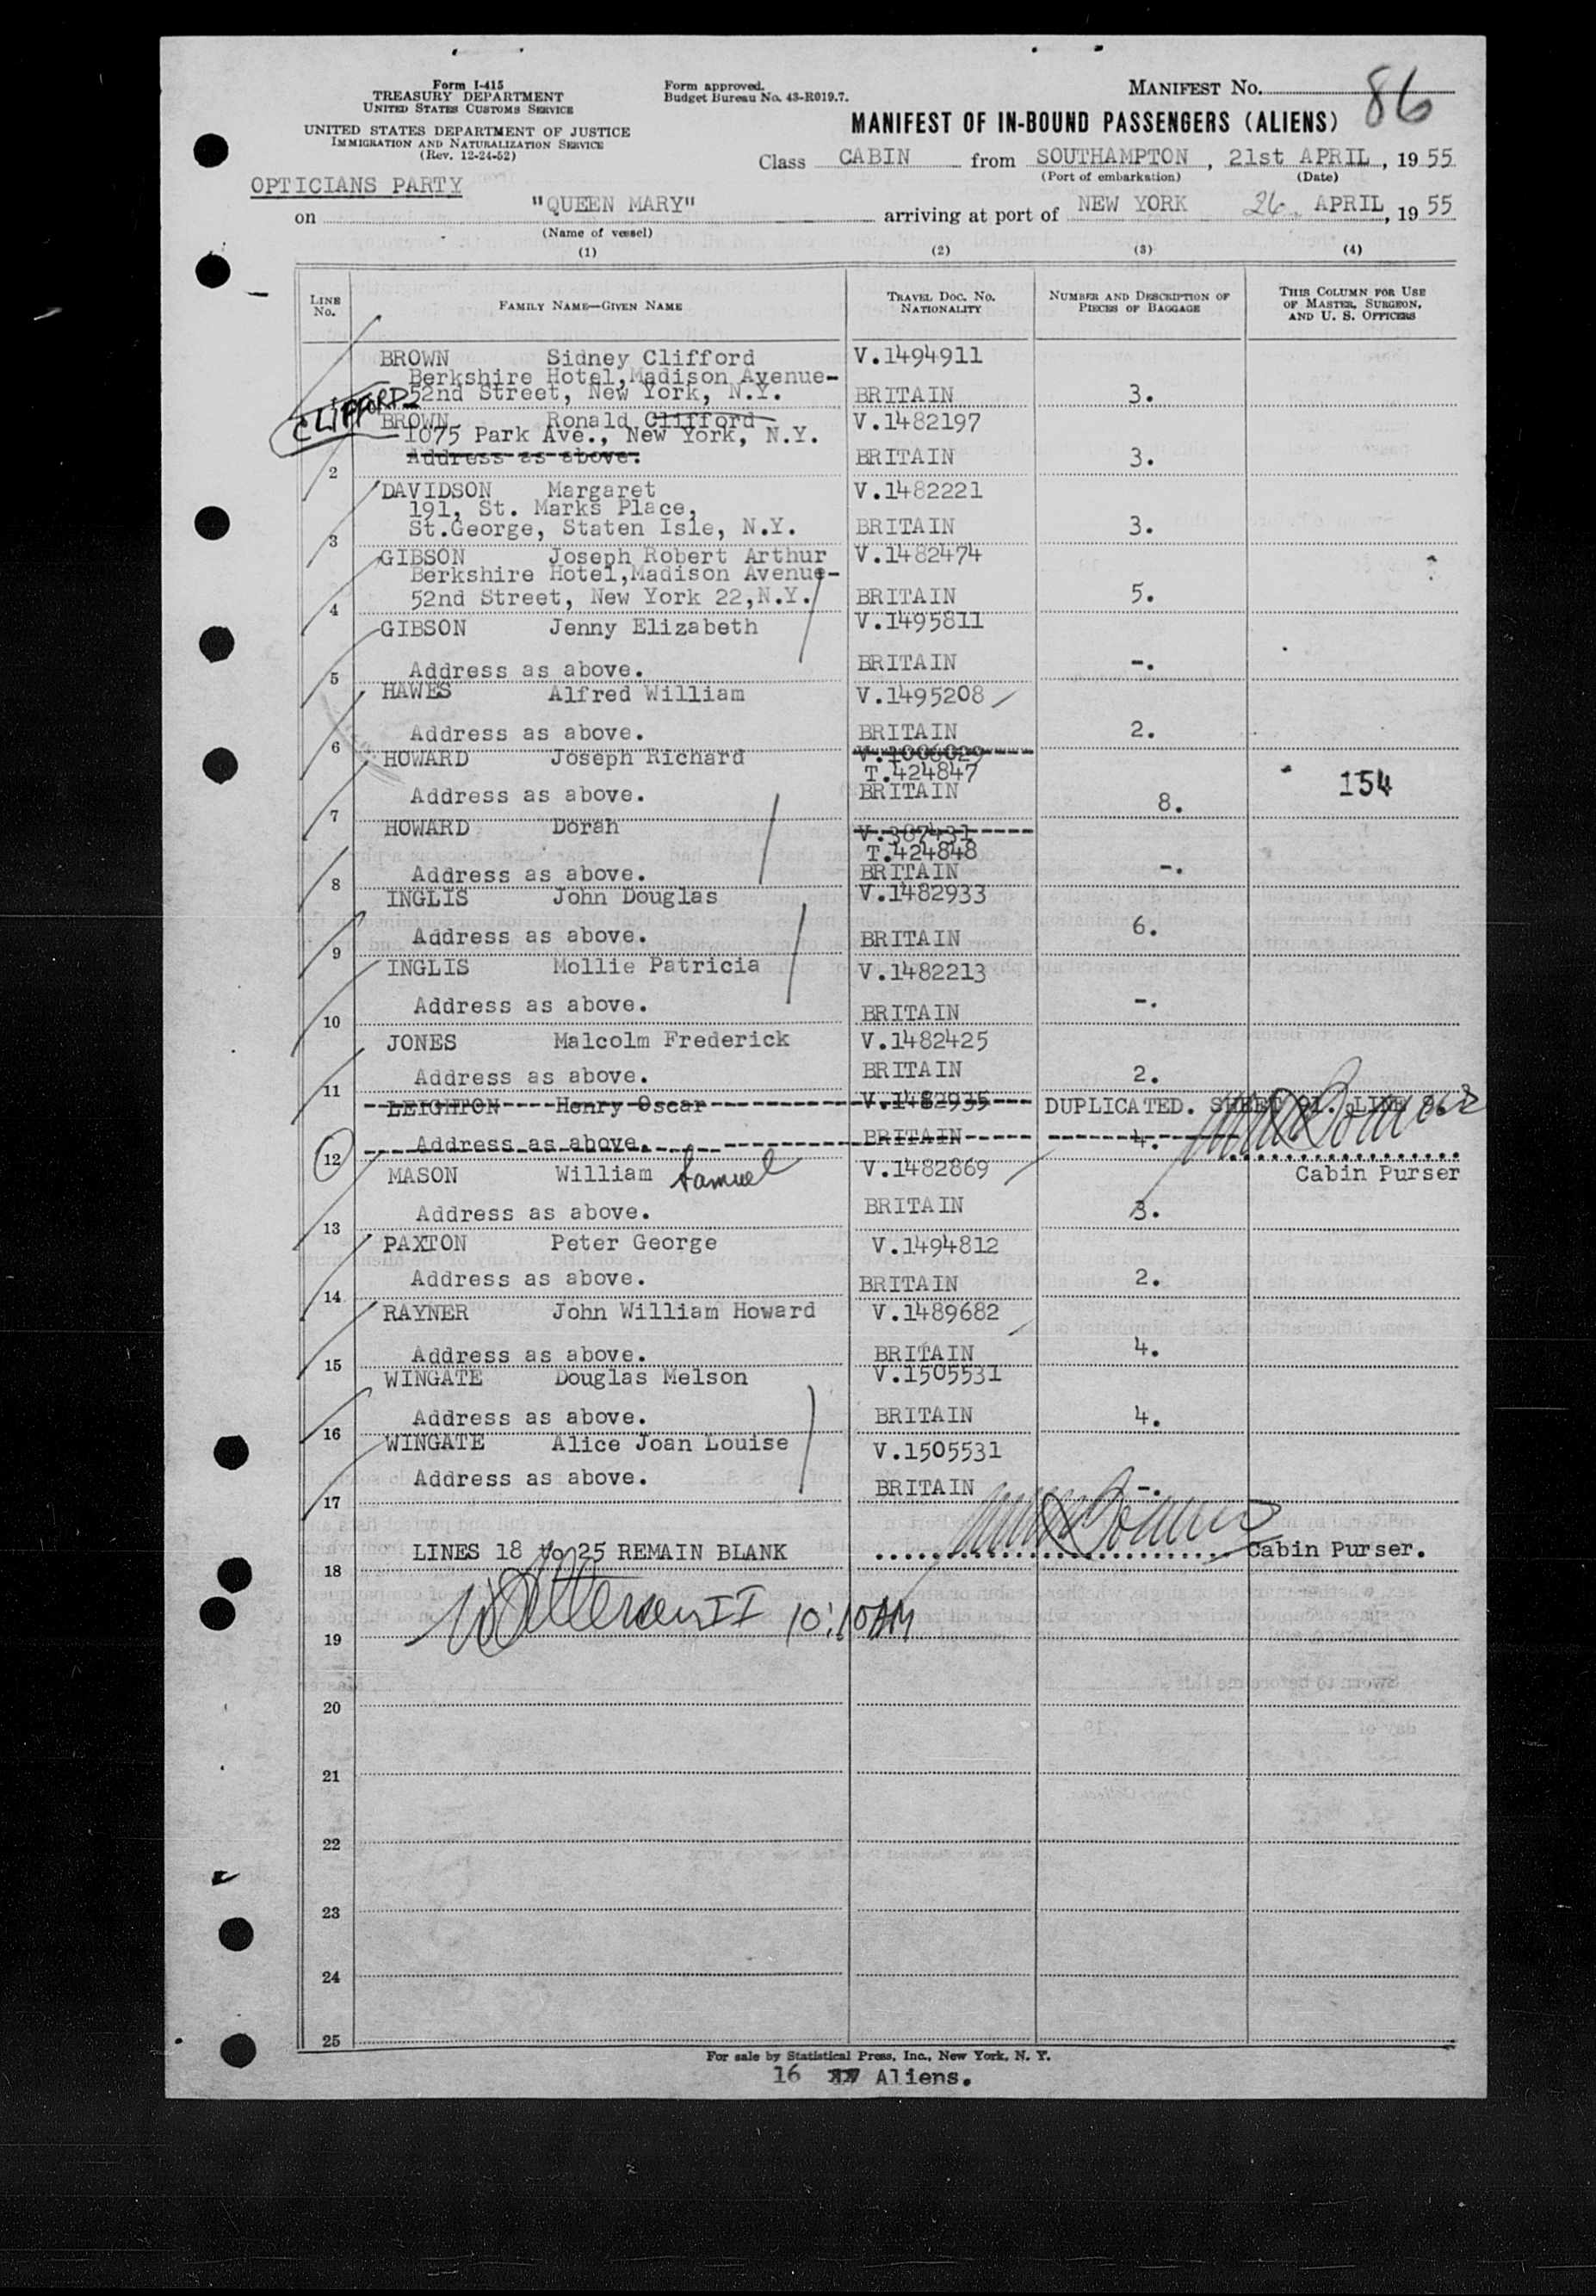 Form I-415
TREASURY DEPARTMENT
UNITED STATES CUSTOMS SERVICE
UNITED STATES DEPARTMENT OF JUSTICE
IMMIGRATION AND NATURALIZATION SERVICE
(Rev. 12-24-52)
Form approved.
Budget Bureau No. 43-R019.7.
MANIFEST No. 86
MANIFEST OF IN-BOUND PASSENGERS (ALIENS)
Class CABIN from SOUTHAMPTON, 21st APRIL, 1955
(Port of embarkation) (Date)
OPTICIANS PARTY
on "QUEEN MARY" arriving at port of NEW YORK 26 APRIL, 1955
(Name of vessel)
(1) (2) (3) (4)
LINE No. FAMILY NAME—GIVEN NAME TRAVEL DOC. No. NATIONALITY NUMBER AND DESCRIPTION OF PIECES OF BAGGAGE THIS COLUMN FOR USE OF MASTER, SURGEON, AND U. S. OFFICERS
BROWN Sidney Clifford V.1494911
Berkshire Hotel,Madison Avenue-
52nd Street, New York, N.Y. BRITAIN 3.
CLIFFORD
BROWN Ronald Clifford V.1482197
1075 Park Ave., New York, N.Y.
Address as above. BRITAIN 3.
2
DAVIDSON Margaret V.1482221
191, St. Marks Place,
St.George, Staten Isle, N.Y. BRITAIN 3.
3
GIBSON Joseph Robert Arthur V.1482474
Berkshire Hotel,Madison Avenue-
52nd Street, New York 22,N.Y. BRITAIN 5.
4
GIBSON Jenny Elizabeth V.1495811
Address as above. BRITAIN -.
5
HAWES Alfred William V.1495208
Address as above. BRITAIN 2.
6
HOWARD Joseph Richard V.1006029
T.424847
Address as above. BRITAIN 8. 154
7
HOWARD Dorah V.387431
T.424848
Address as above. BRITAIN -.
8
INGLIS John Douglas V.1482933
Address as above. BRITAIN 6.
9
INGLIS Mollie Patricia V.1482213
Address as above. BRITAIN -.
10
JONES Malcolm Frederick V.1482425
Address as above. BRITAIN 2.
11
LEIGHTON Henry Oscar V.1482935 DUPLICATED. SHEET 91. LINE
Address as above. BRITAIN 4.
12
Cabin Purser
MASON William Samuel V.1482869
Address as above. BRITAIN 3.
13
PAXTON Peter George V.1494812
Address as above. BRITAIN 2.
14
RAYNER John William Howard V.1489682
Address as above. BRITAIN 4.
15
WINGATE Douglas Melson V.1505531
Address as above. BRITAIN 4.
16
WINGATE Alice Joan Louise V.1505531
Address as above. BRITAIN -.
17
LINES 18 to 25 REMAIN BLANK Cabin Purser.
18
II 10:10AM
19
20
21
22
23
24
25
For sale by Statistical Press, Inc., New York, N. Y.
16 17 Aliens.